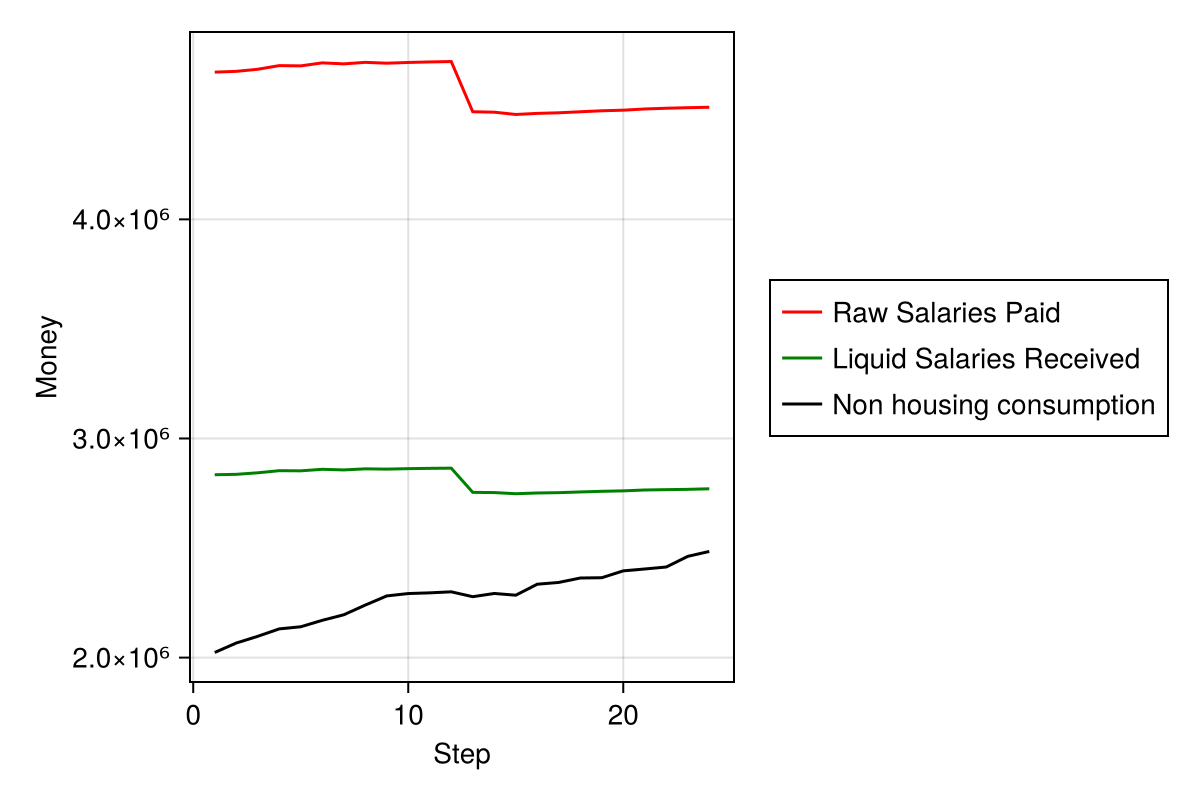 4.0×10⁶
3.0×10⁶
2.0×10⁶
Money
0 10 20
Step
Raw Salaries Paid
Liquid Salaries Received
Non housing consumption